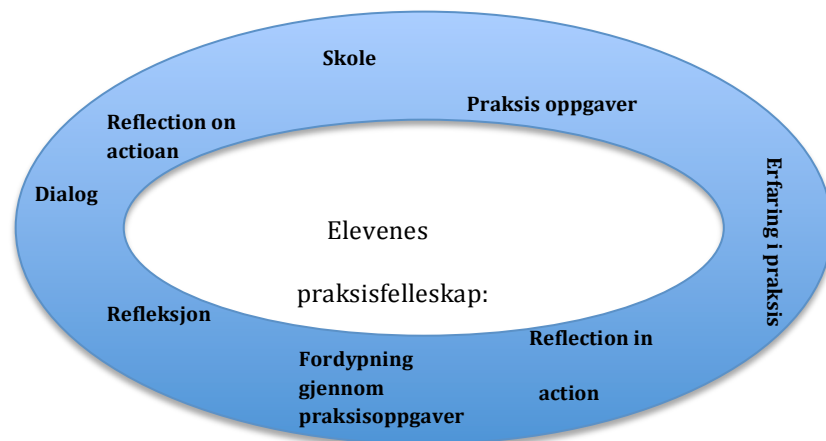 Skole
Praksis oppgaver
Reflection on
actioan
Dialog
Erfaring i praksis
Elevenes
praksisfelleskap:
Refleksjon
Reflection in
action
Fordypning
gjennom
praksisoppgaver